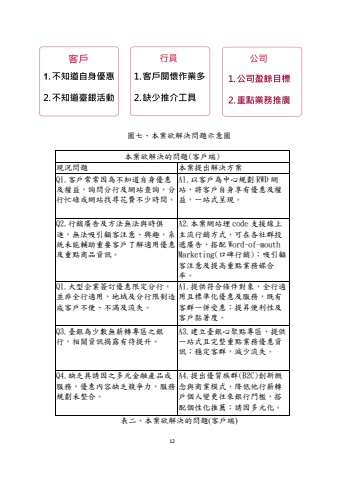 客戶
1.不知道自身優惠
2.不知道臺銀活動
行員
1.客戶關懷作業多
2.缺少推介工具
公司
1.公司盈餘目標
2.重點業務推廣
圖七、本案欲解決問題示意圖
本案欲解決的問題(客戶端)
現況問題
本案提出解決方案
Q1.客戶常常因為不知道自身優惠
及權益，詢問分行及網站查詢，分
行忙碌或網站找尋花費不少時間。
A1.以客戶為中心規劃 RWD 網
站，將客戶自身享有優惠及權
益，一站式呈現。
Q2.行銷廣告及方法無法與時俱
進，無法吸引顧客注意、興趣，系
統未能輔助重要客戶了解適用優惠
及重點商品資訊。
A2.本案網站埋 code 支援線上
主流行銷方式，可在各社群投
遞廣告，搭配 Word-of-mouth
Marketing(口碑行銷)；吸引顧
客注意及提高重點業務媒合
率。
Q1.大型企業簽訂優惠限定分行，
並非全行適用，地域及分行限制造
成客戶不便、不滿及流失。
A1.提供符合條件對象，全行適
用且標準化優惠及服務，既有
客群一併受惠；提昇便利性及
客戶黏著度。
Q3.臺銀為少數無薪轉專區之銀
行，相關資訊揭露有待提升。
A3.建立臺銀心聚點專區，提供
一站式且完整重點業務優惠資
訊；穩定客群，減少流失。
Q4.缺乏具誘因之多元金融產品或
服務，優惠內容缺乏競爭力，服務
規劃未整合。
A4.提出優質族群(B2C)創新概
念與商業模式，降低他行薪轉
戶個人變更往來銀行門檻，搭
配個性化推薦；誘因多元化。
表二、本案欲解決的問題(客戶端)
12